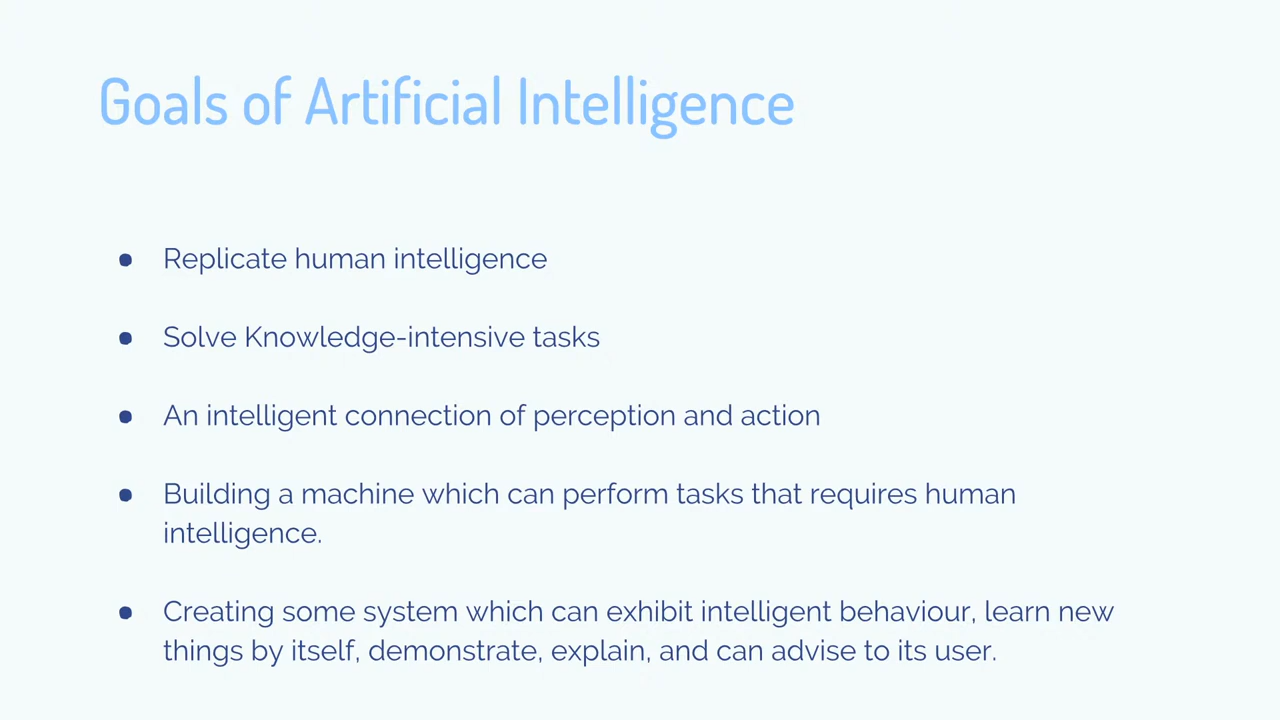 Goals of Artificial Intelligence
● Replicate human intelligence
● Solve Knowledge-intensive tasks
● An intelligent connection of perception and action
● Building a machine which can perform tasks that requires human
intelligence.
● Creating some system which can exhibit intelligent behaviour, learn new
things by itself, demonstrate, explain, and can advise to its user.